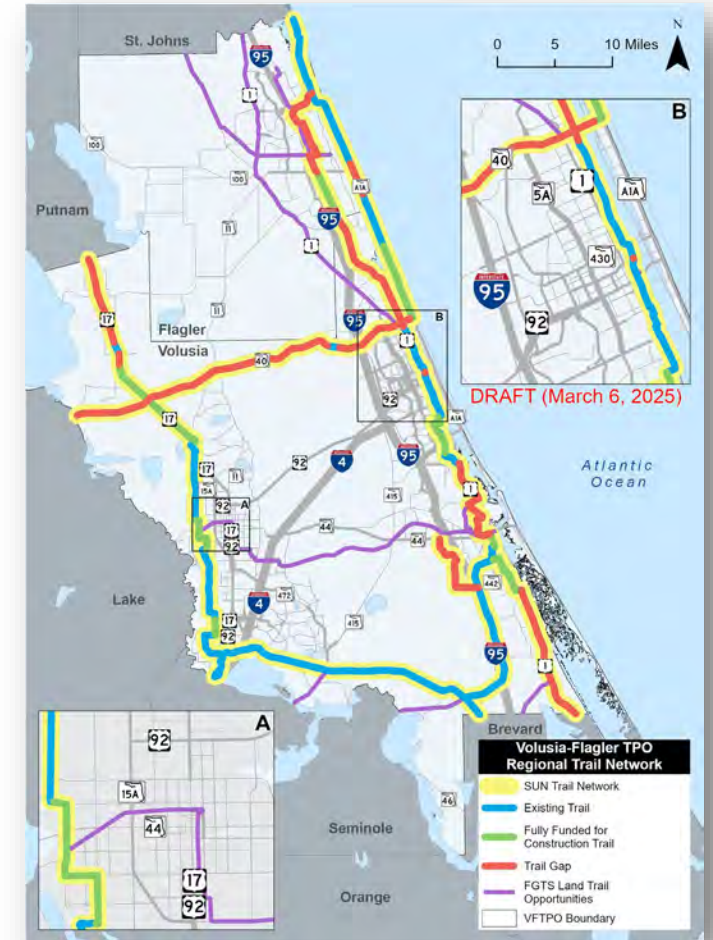 St. Johns
95
1
N
0 5 10 Miles
B
40
5A
1
A1A
430
95
92
DRAFT (March 6, 2025)
100
100
A1A
Putnam
11
95
1
11
17
Flagler
Volusia
95
B
1
40
92
A1A
17
92
4
95
Atlantic
Ocean
17
11
15A
92
A
415
1
17
92
44
44
Lake
4
472
442
415
17
92
95
1
Brevard
A
92
15A
44
17
92
46
Seminole
Orange
Volusia-Flagler TPO
Regional Trail Network
SUN Trail Network
Existing Trail
Fully Funded for
Construction Trail
Trail Gap
FGTS Land Trail
Opportunities
VFTPO Boundary